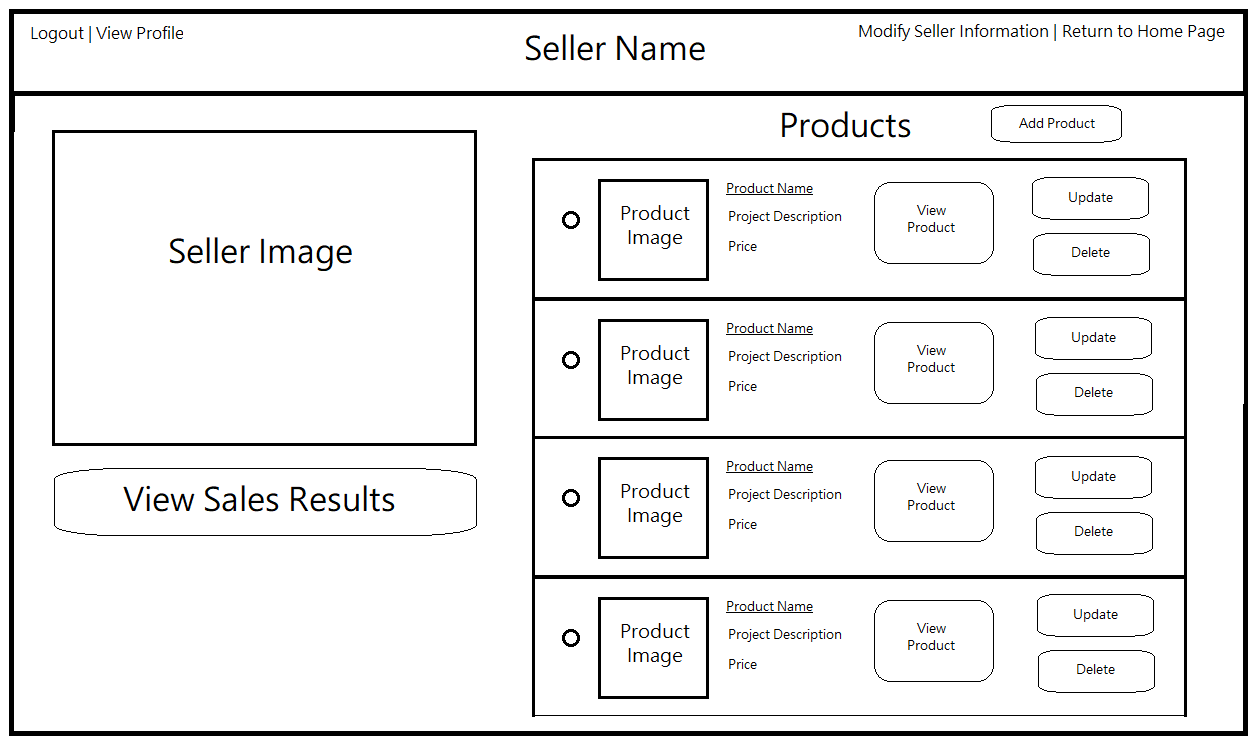 Logout | View Profile
Seller Name
Modify Seller Information | Return to Home Page
Seller Image
View Sales Results
Products
Add Product
Product
Image
Product Name
Project Description
Price
View
Product
Update
Delete
Product
Image
Product Name
Project Description
Price
View
Product
Update
Delete
Product
Image
Product Name
Project Description
Price
View
Product
Update
Delete
Product
Image
Product Name
Project Description
Price
View
Product
Update
Delete